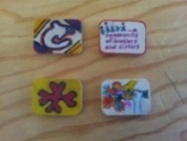 a
community
of brothers
and sisters